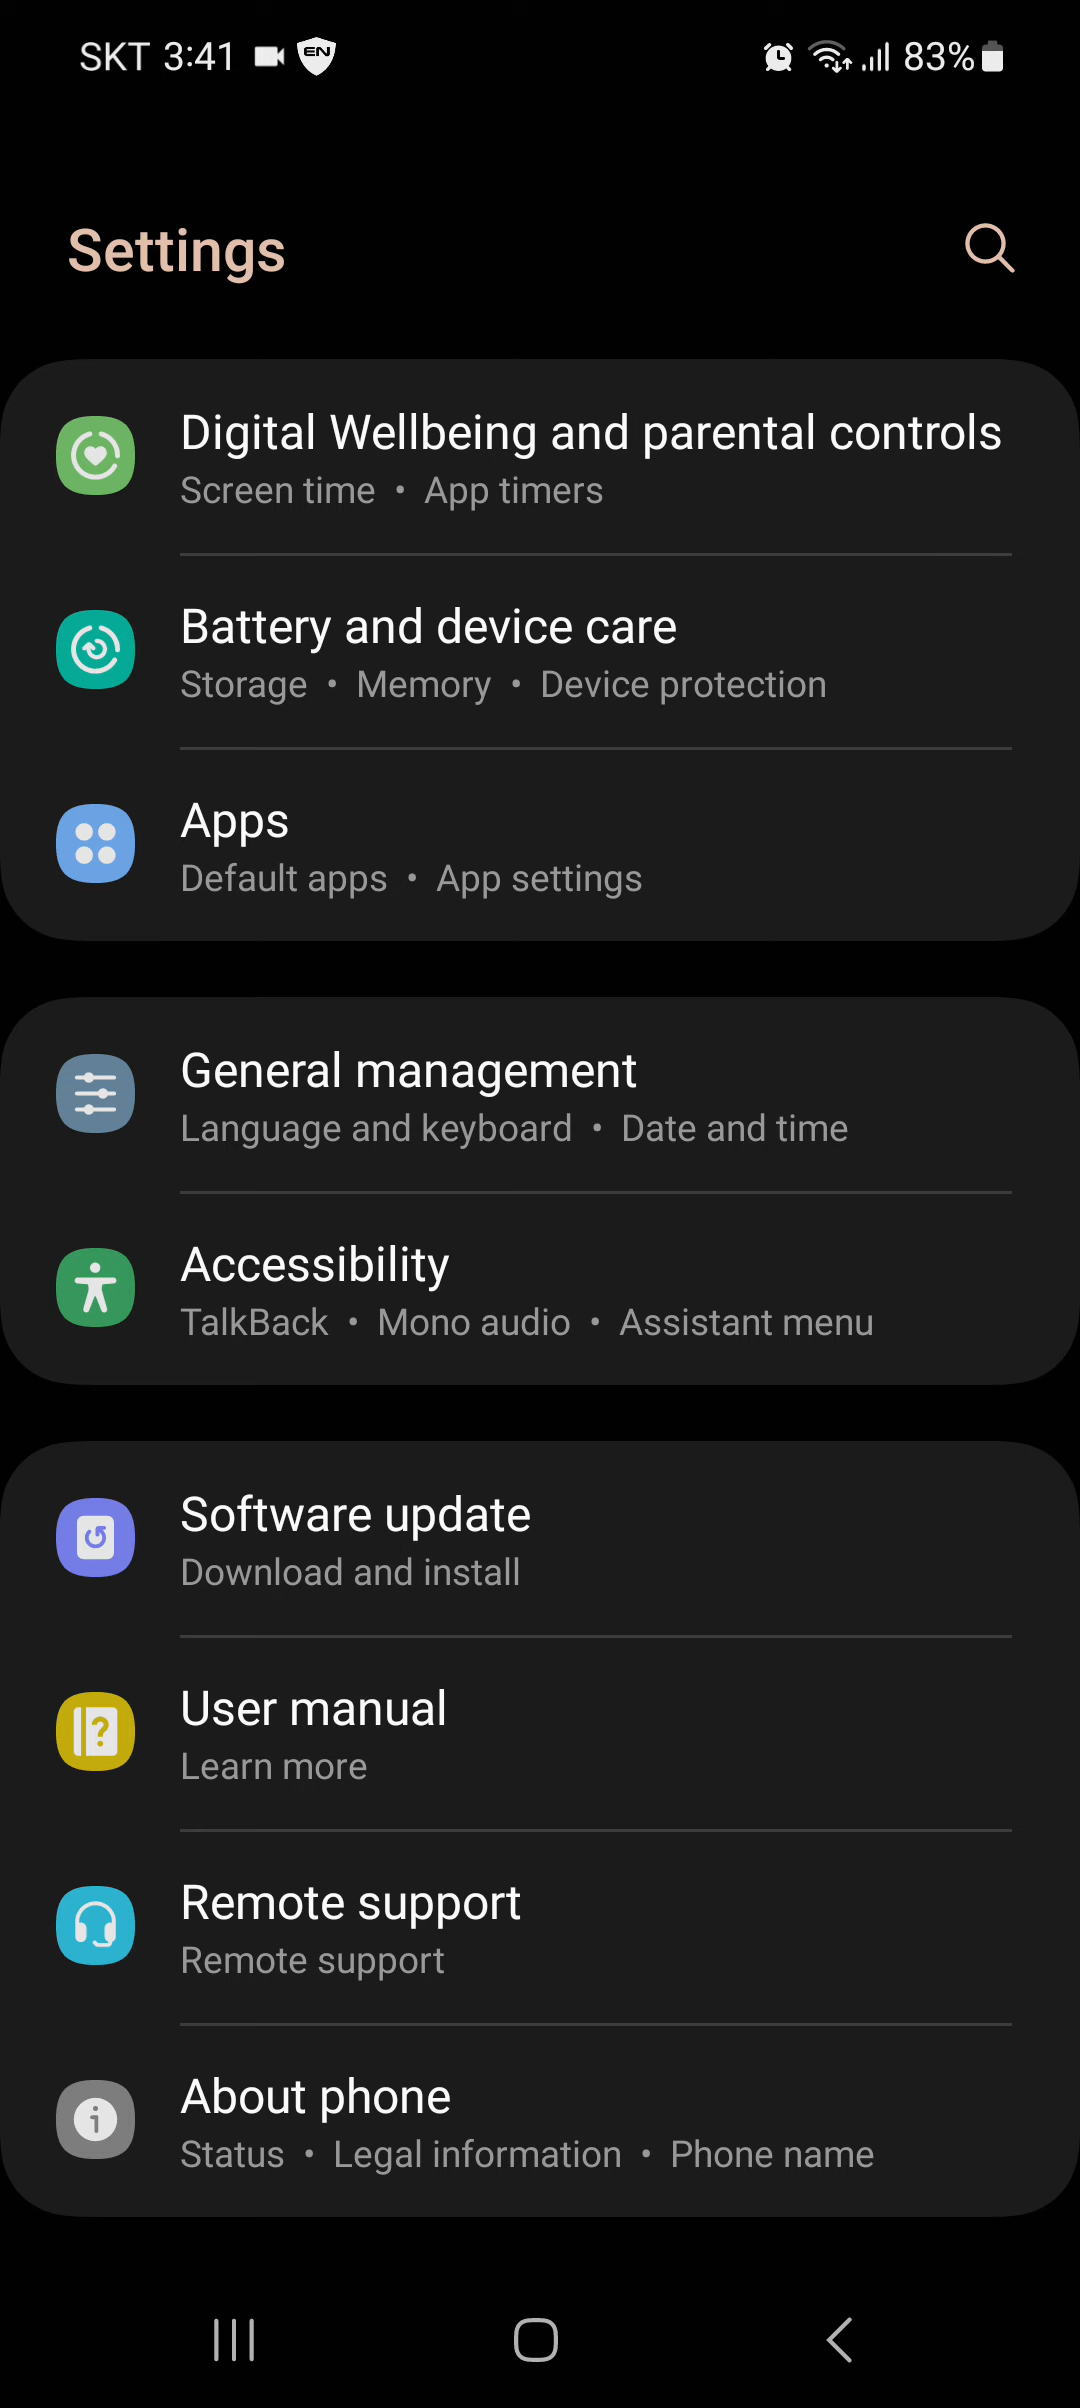 SKT 3:41 EN 83%
Settings
Digital Wellbeing and parental controls
Screen time • App timers
Battery and device care
Storage • Memory • Device protection
Apps
Default apps • App settings
General management
Language and keyboard • Date and time
Accessibility
TalkBack • Mono audio • Assistant menu
Software update
Download and install
User manual
Learn more
Remote support
Remote support
About phone
Status • Legal information • Phone name